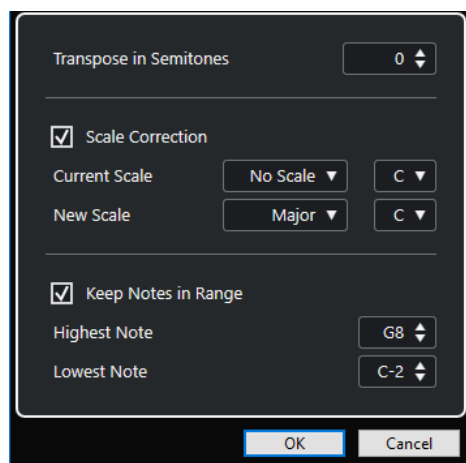 Transpose in Semitones 0
Scale Correction
Current Scale No Scale C
New Scale Major C
Keep Notes in Range
Highest Note G8
Lowest Note C-2
OK Cancel